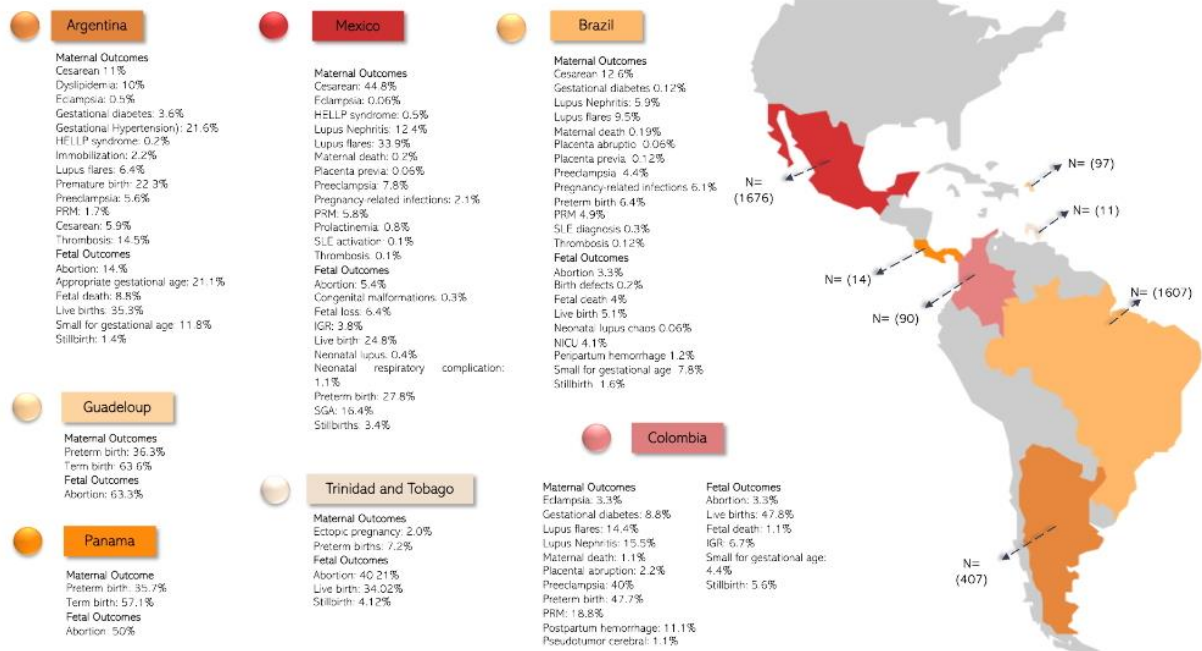 Argentina
Maternal Outcomes
Cesarean 11%
Dyslipidemia: 10%
Eclampsia: 0.5%
Gestational diabetes: 3.6%
Gestational Hypertension): 21.6%
HELLP syndrome: 0.2%
Immobilization: 2.2%
Lupus flares: 6.4%
Premature birth: 22.3%
Preeclampsia: 5.6%
PRM: 1.7%
Cesarean: 5.9%
Thrombosis: 14.5%
Fetal Outcomes
Abortion: 14.%
Appropriate gestational age: 21.1%
Fetal death: 8.8%
Live births: 35.3%
Small for gestational age: 11.8%
Stillbirth: 1.4%
Guadeloup
Maternal Outcomes
Preterm birth: 36.3%
Term birth: 63.6%
Fetal Outcomes
Abortion: 63.3%
Panama
Maternal Outcome
Preterm birth: 35.7%
Term birth: 57.1%
Fetal Outcomes
Abortion: 50%
Mexico
Maternal Outcomes
Cesarean: 44.8%
Eclampsia: 0.06%
HELLP syndrome: 0.5%
Lupus Nephritis: 12.4%
Lupus flares: 33.9%
Maternal death: 0.2%
Placenta previa: 0.06%
Preeclampsia: 7.8%
Pregnancy-related infections: 2.1%
PRM: 5.8%
Prolactinemia: 0.8%
SLE activation: 0.1%
Thrombosis: 0.1%
Fetal Outcomes
Abortion: 5.4%
Congenital malformations: 0.3%
Fetal loss: 6.4%
IGR: 3.8%
Live birth: 24.8%
Neonatal lupus: 0.4%
Neonatal respiratory complication:
1.1%
Preterm birth: 27.8%
SGA: 16.4%
Stillbirths: 3.4%
Trinidad and Tobago
Maternal Outcomes
Ectopic pregnancy: 2.0%
Preterm births: 7.2%
Fetal Outcomes
Abortion: 40.21%
Live birth: 34.02%
Stillbirth: 4.12%
Brazil
Maternal Outcomes
Cesarean 12.6%
Gestational diabetes 0.12%
Lupus Nephritis: 5.9%
Lupus flares 9.5%
Maternal death 0.19%
Placenta abruptio 0.06%
Placenta previa 0.12%
Preeclampsia 4.4%
Pregnancy-related infections 6.1%
Preterm birth 6.4%
PRM 4.9%
SLE diagnosis 0.3%
Thrombosis 0.12%
Fetal Outcomes
Abortion 3.3%
Birth defects 0.2%
Fetal death 4%
Live birth 5.1%
Neonatal lupus chaos 0.06%
NICU 4.1%
Peripartum hemorrhage 1.2%
Small for gestational age 7.8%
Stillbirth 1.6%
Colombia
Maternal Outcomes
Eclampsia: 3.3%
Gestational diabetes: 8.8%
Lupus flares: 14.4%
Lupus Nephritis: 15.5%
Maternal death: 1.1%
Placental abruption: 2.2%
Preeclampsia: 40%
Preterm birth: 47.7%
PRM: 18.8%
Postpartum hemorrhage: 11.1%
Pseudotumor cerebral: 1.1%
Fetal Outcomes
Abortion: 3.3%
Live births: 47.8%
Fetal death: 1.1%
IGR: 6.7%
Small for gestational age:
4.4%
Stillbirth: 5.6%
N=
(1676)
N= (97)
N= (11)
N= (14)
N= (90)
N= (1607)
N=
(407)